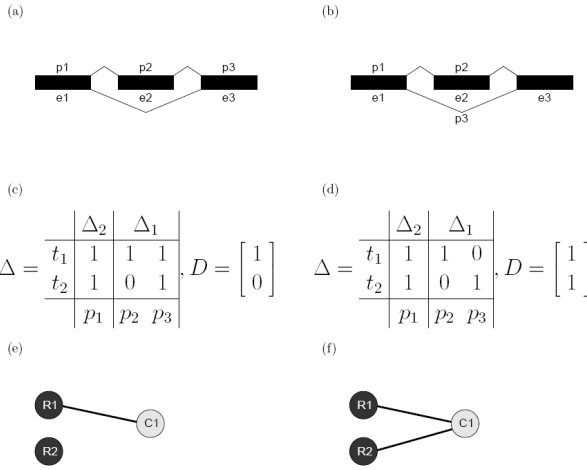 (a) (b)
p1 p2 p3 p1 p2
e1 e2 e3 e1 e2 e3
p3
(c) (d)
Δ₂ Δ₁ Δ₂ Δ₁
Δ = t₁ 1 1 1 , D = [ 1 Δ = t₁ 1 1 0 , D = [ 1
t₂ 1 0 1 0 ] t₂ 1 0 1 1 ]
p₁ p₂ p₃ p₁ p₂ p₃
(e) (f)
R1 C1 R1 C1
R2 R2